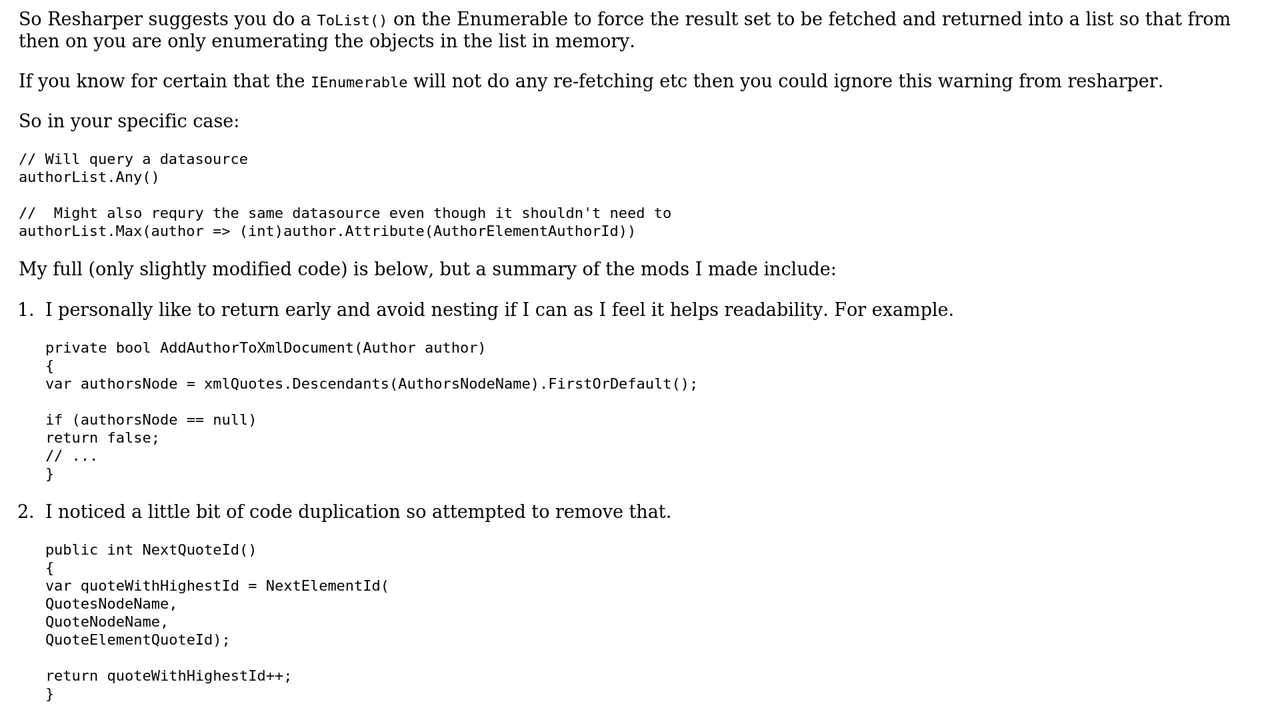 So Resharper suggests you do a ToList() on the Enumerable to force the result set to be fetched and returned into a list so that from
then on you are only enumerating the objects in the list in memory.
If you know for certain that the IEnumerable will not do any re-fetching etc then you could ignore this warning from resharper.
So in your specific case:
// Will query a datasource
authorList.Any()
//  Might also requry the same datasource even though it shouldn't need to
authorList.Max(author => (int)author.Attribute(AuthorElementAuthorId))
My full (only slightly modified code) is below, but a summary of the mods I made include:
1. I personally like to return early and avoid nesting if I can as I feel it helps readability. For example.
private bool AddAuthorToXmlDocument(Author author)
{
var authorsNode = xmlQuotes.Descendants(AuthorsNodeName).FirstOrDefault();
if (authorsNode == null)
return false;
// ...
}
2. I noticed a little bit of code duplication so attempted to remove that.
public int NextQuoteId()
{
var quoteWithHighestId = NextElementId(
QuotesNodeName,
QuoteNodeName,
QuoteElementQuoteId);
return quoteWithHighestId++;
}